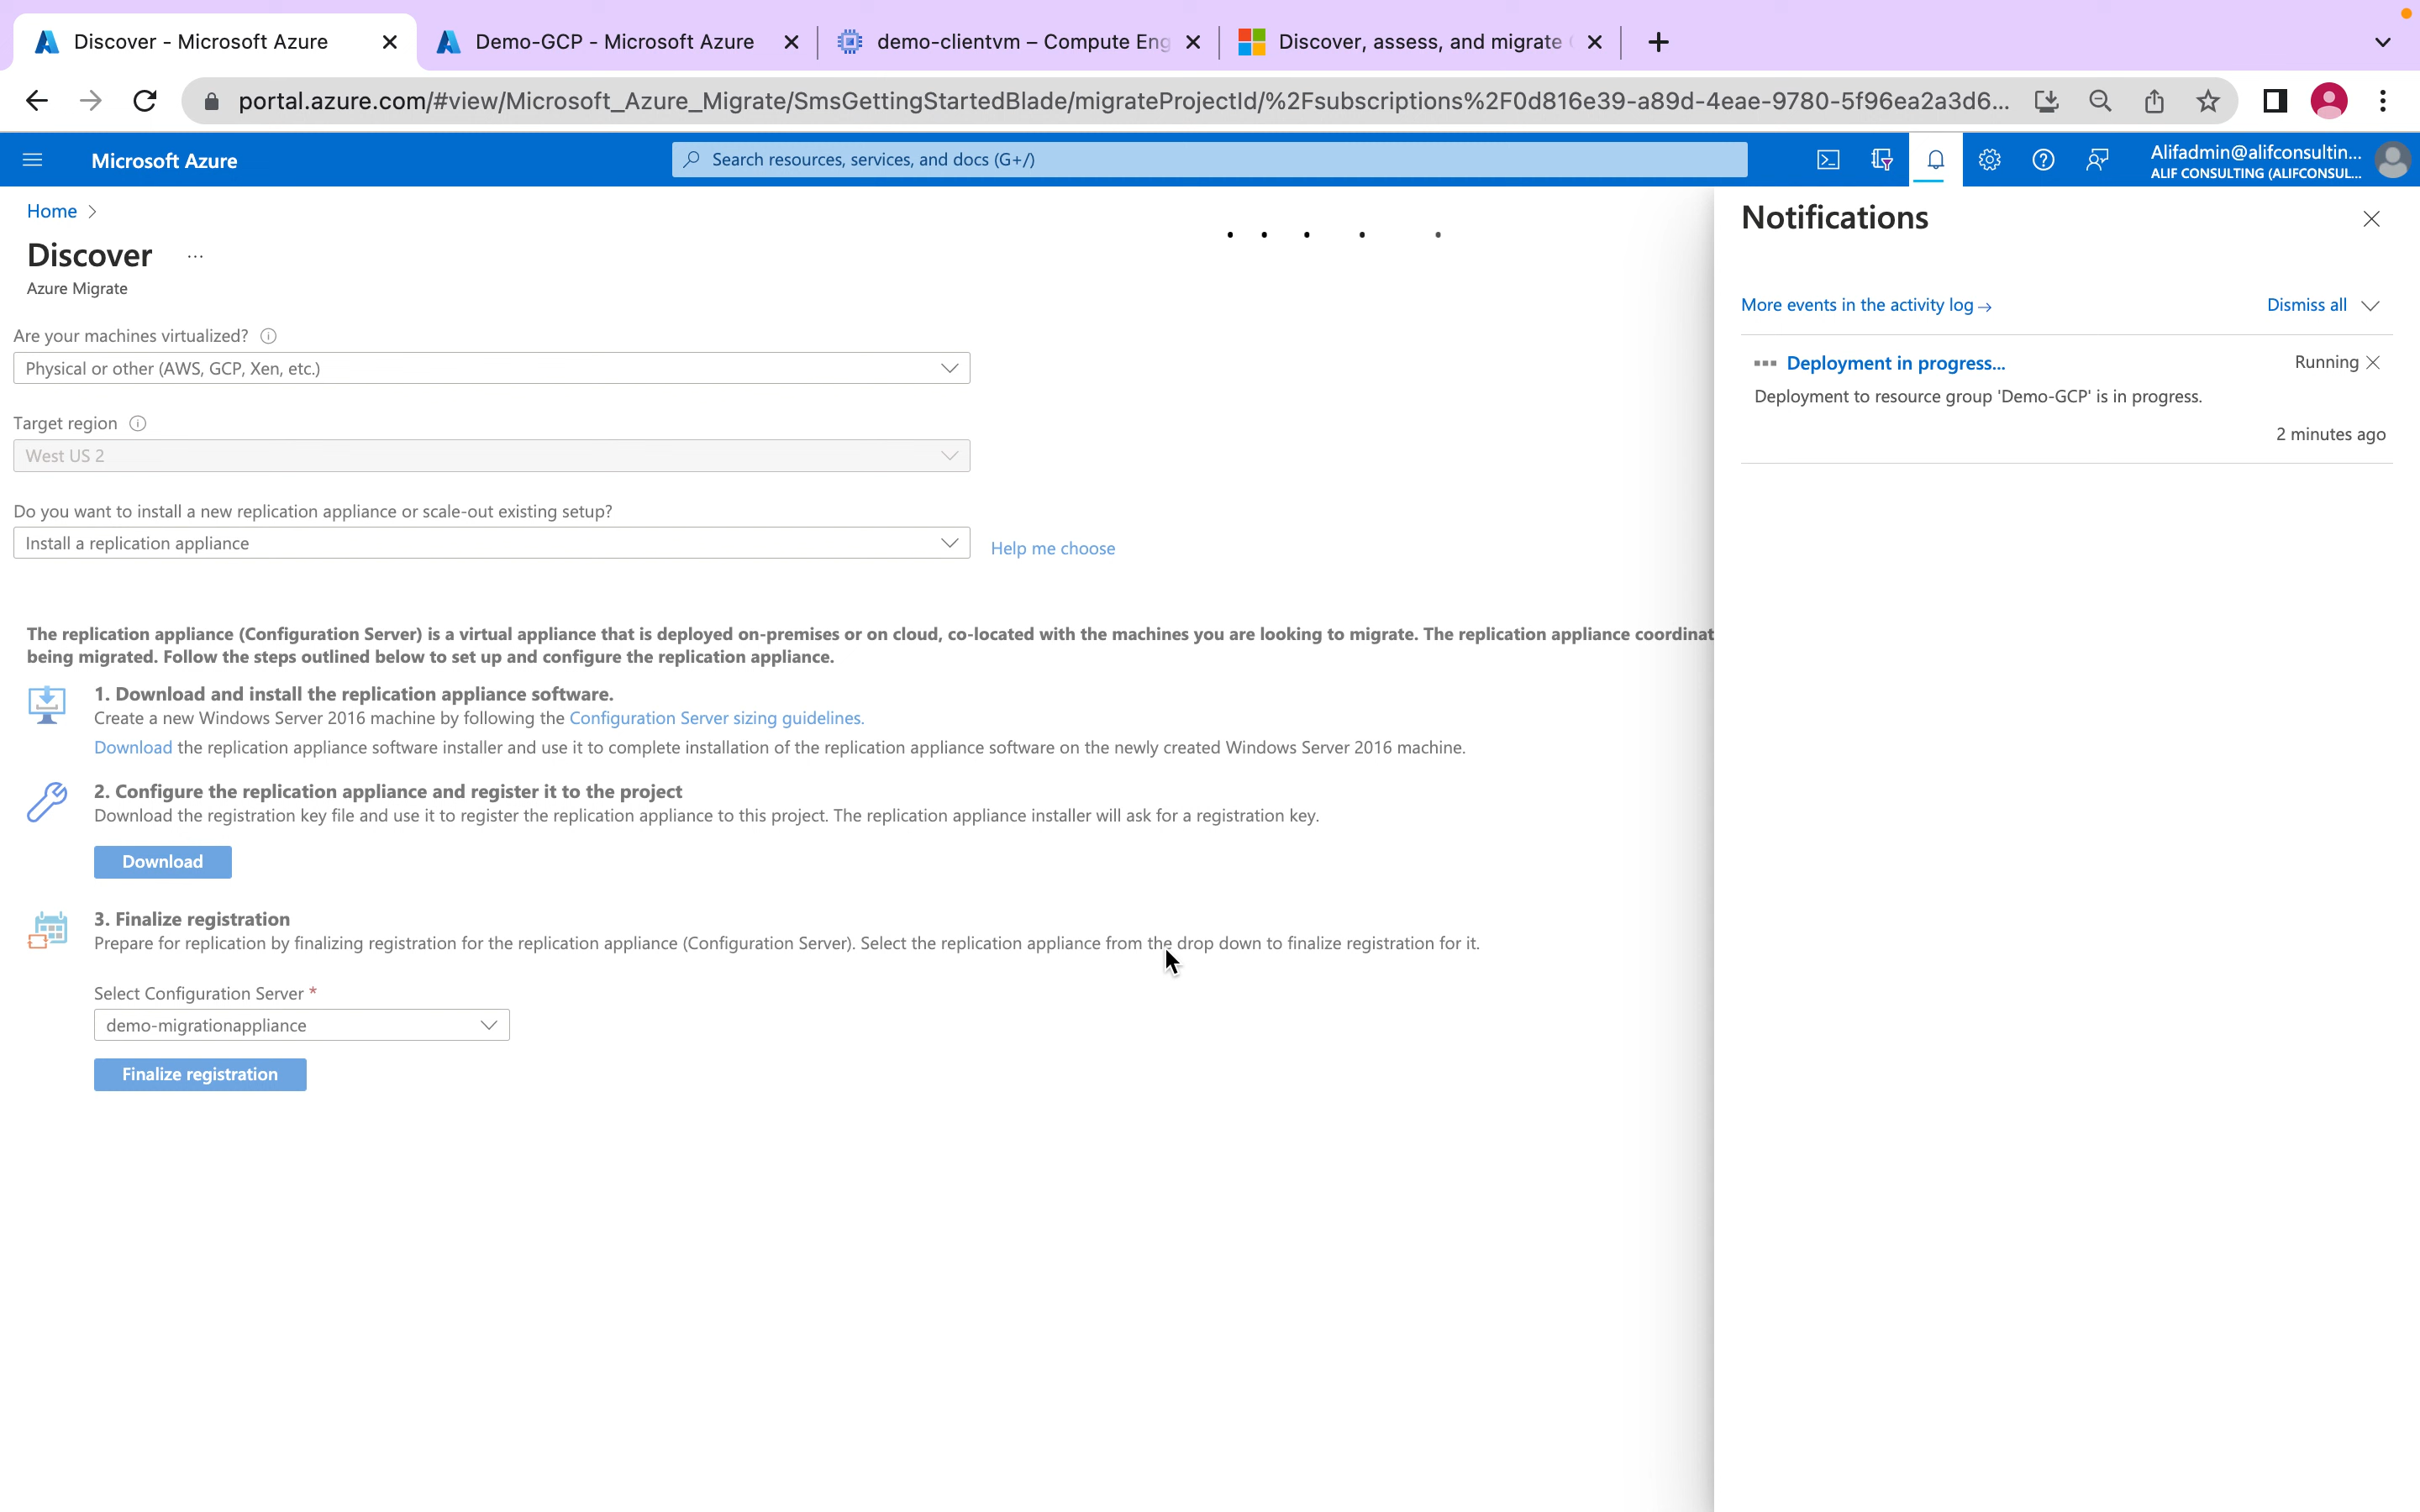 Discover - Microsoft Azure
Demo-GCP - Microsoft Azure
demo-clientvm – Compute Eng
Discover, assess, and migrate
portal.azure.com/#view/Microsoft_Azure_Migrate/SmsGettingStartedBlade/migrateProjectId/%2Fsubscriptions%2F0d816e39-a89d-4eae-9780-5f96ea2a3d6...
Microsoft Azure
Search resources, services, and docs (G+/)
Alifadmin@alifconsultin...
ALIF CONSULTING (ALIFCONSUL...
Home
Discover ...
Azure Migrate
Are your machines virtualized?
Physical or other (AWS, GCP, Xen, etc.)
Target region
West US 2
Do you want to install a new replication appliance or scale-out existing setup?
Install a replication appliance
Help me choose
The replication appliance (Configuration Server) is a virtual appliance that is deployed on-premises or on cloud, co-located with the machines you are looking to migrate. The replication appliance coordinat
being migrated. Follow the steps outlined below to set up and configure the replication appliance.
1. Download and install the replication appliance software.
Create a new Windows Server 2016 machine by following the Configuration Server sizing guidelines.
Download the replication appliance software installer and use it to complete installation of the replication appliance software on the newly created Windows Server 2016 machine.
2. Configure the replication appliance and register it to the project
Download the registration key file and use it to register the replication appliance to this project. The replication appliance installer will ask for a registration key.
Download
3. Finalize registration
Prepare for replication by finalizing registration for the replication appliance (Configuration Server). Select the replication appliance from the drop down to finalize registration for it.
Select Configuration Server *
demo-migrationappliance
Finalize registration
Notifications
More events in the activity log →
Dismiss all
Deployment in progress...
Running
Deployment to resource group 'Demo-GCP' is in progress.
2 minutes ago